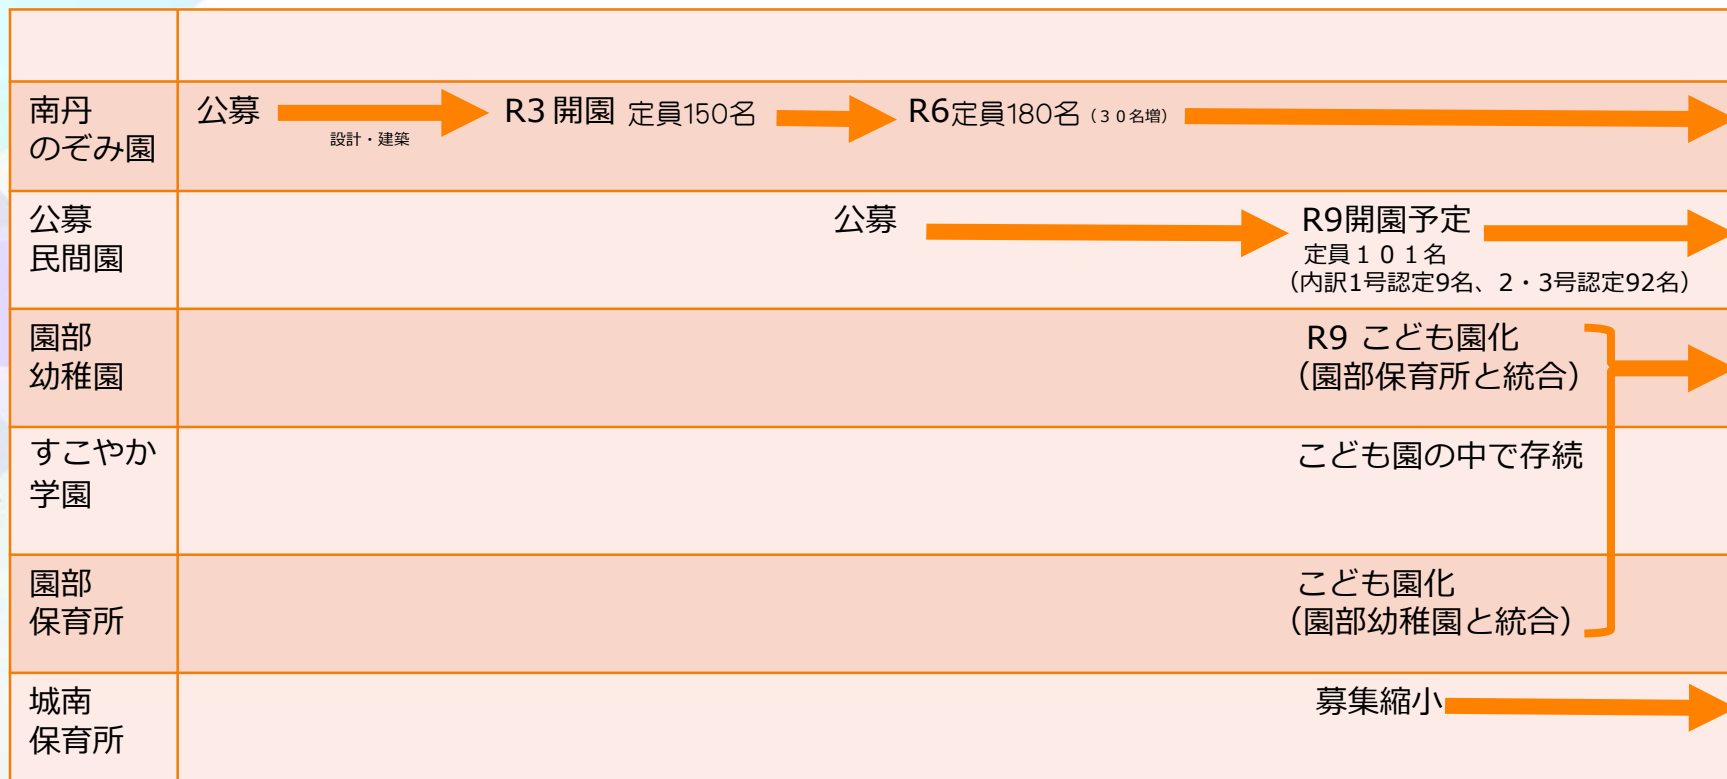 南丹
のぞみ園
公募
設計・建築
R3 開園 定員150名
R6定員180名（３０名増）
公募
民間園
公募
R9開園予定
定員１０１名
（内訳1号認定9名、2・3号認定92名）
園部
幼稚園
R9 こども園化
（園部保育所と統合）
すこやか
学園
こども園の中で存続
園部
保育所
こども園化
（園部幼稚園と統合）
城南
保育所
募集縮小